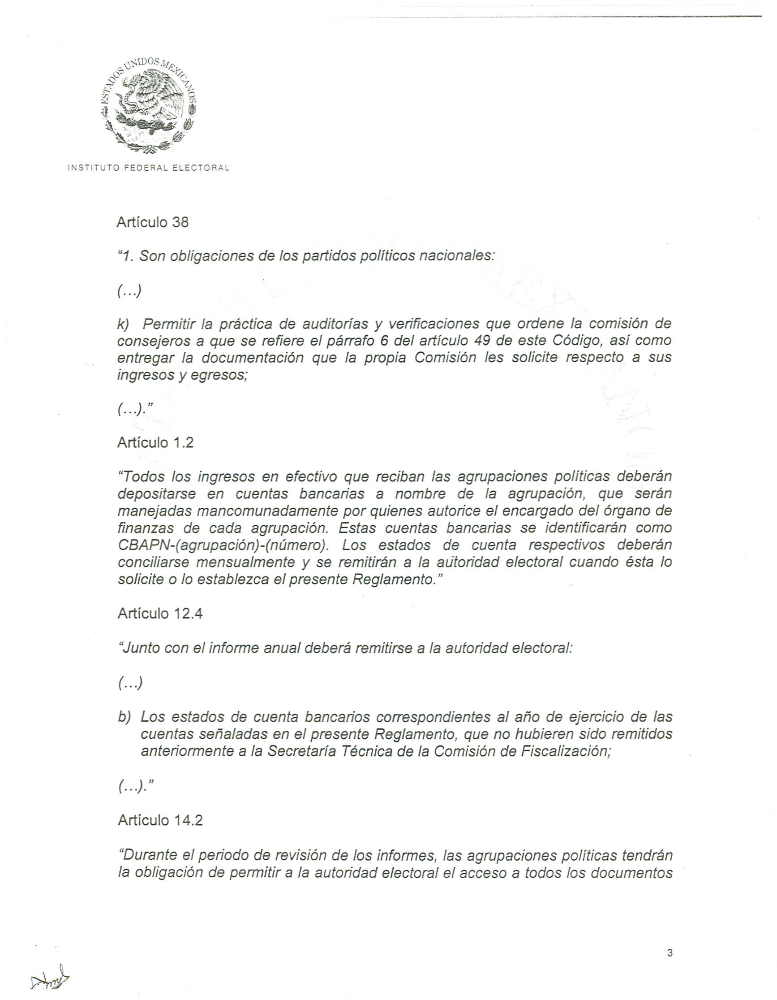 ESTADOS UNIDOS MEXICANOS
INSTITUTO FEDERAL ELECTORAL
Artículo 38
“1. Son obligaciones de los partidos políticos nacionales:
(...)
k) Permitir la práctica de auditorías y verificaciones que ordene la comisión de
consejeros a que se refiere el párrafo 6 del artículo 49 de este Código, así como
entregar la documentación que la propia Comisión les solicite respecto a sus
ingresos y egresos;
(...).”
Artículo 1.2
“Todos los ingresos en efectivo que reciban las agrupaciones políticas deberán
depositarse en cuentas bancarias a nombre de la agrupación, que serán
manejadas mancomunadamente por quienes autorice el encargado del órgano de
finanzas de cada agrupación. Estas cuentas bancarias se identificarán como
CBAPN-(agrupación)-(número). Los estados de cuenta respectivos deberán
conciliarse mensualmente y se remitirán a la autoridad electoral cuando ésta lo
solicite o lo establezca el presente Reglamento.”
Artículo 12.4
“Junto con el informe anual deberá remitirse a la autoridad electoral:
(...)
b) Los estados de cuenta bancarios correspondientes al año de ejercicio de las
cuentas señaladas en el presente Reglamento, que no hubieren sido remitidos
anteriormente a la Secretaría Técnica de la Comisión de Fiscalización;
(...).”
Artículo 14.2
“Durante el periodo de revisión de los informes, las agrupaciones políticas tendrán
la obligación de permitir a la autoridad electoral el acceso a todos los documentos
3